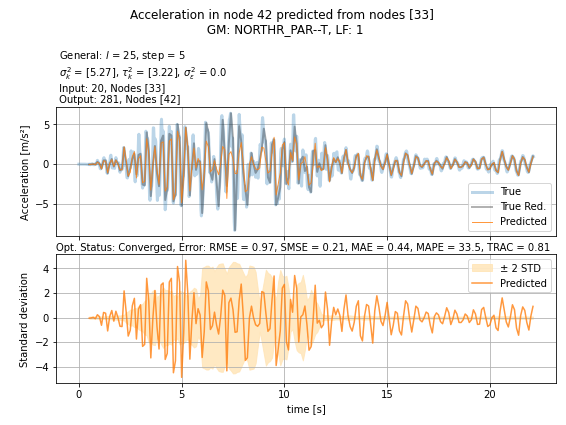 Acceleration in node 42 predicted from nodes [33]
GM: NORTHR_PAR--T, LF: 1
General: l = 25, step = 5
σ²ₖ = [5.27], τ²ₖ = [3.22], σ²ε = 0.0
Input: 20, Nodes [33]
Output: 281, Nodes [42]
Acceleration [m/s²]
5
0
−5
True
True Red.
Predicted
Opt. Status: Converged, Error: RMSE = 0.97, SMSE = 0.21, MAE = 0.44, MAPE = 33.5, TRAC = 0.81
Standard deviation
4
2
0
−2
−4
± 2 STD
Predicted
0 5 10 15 20
time [s]